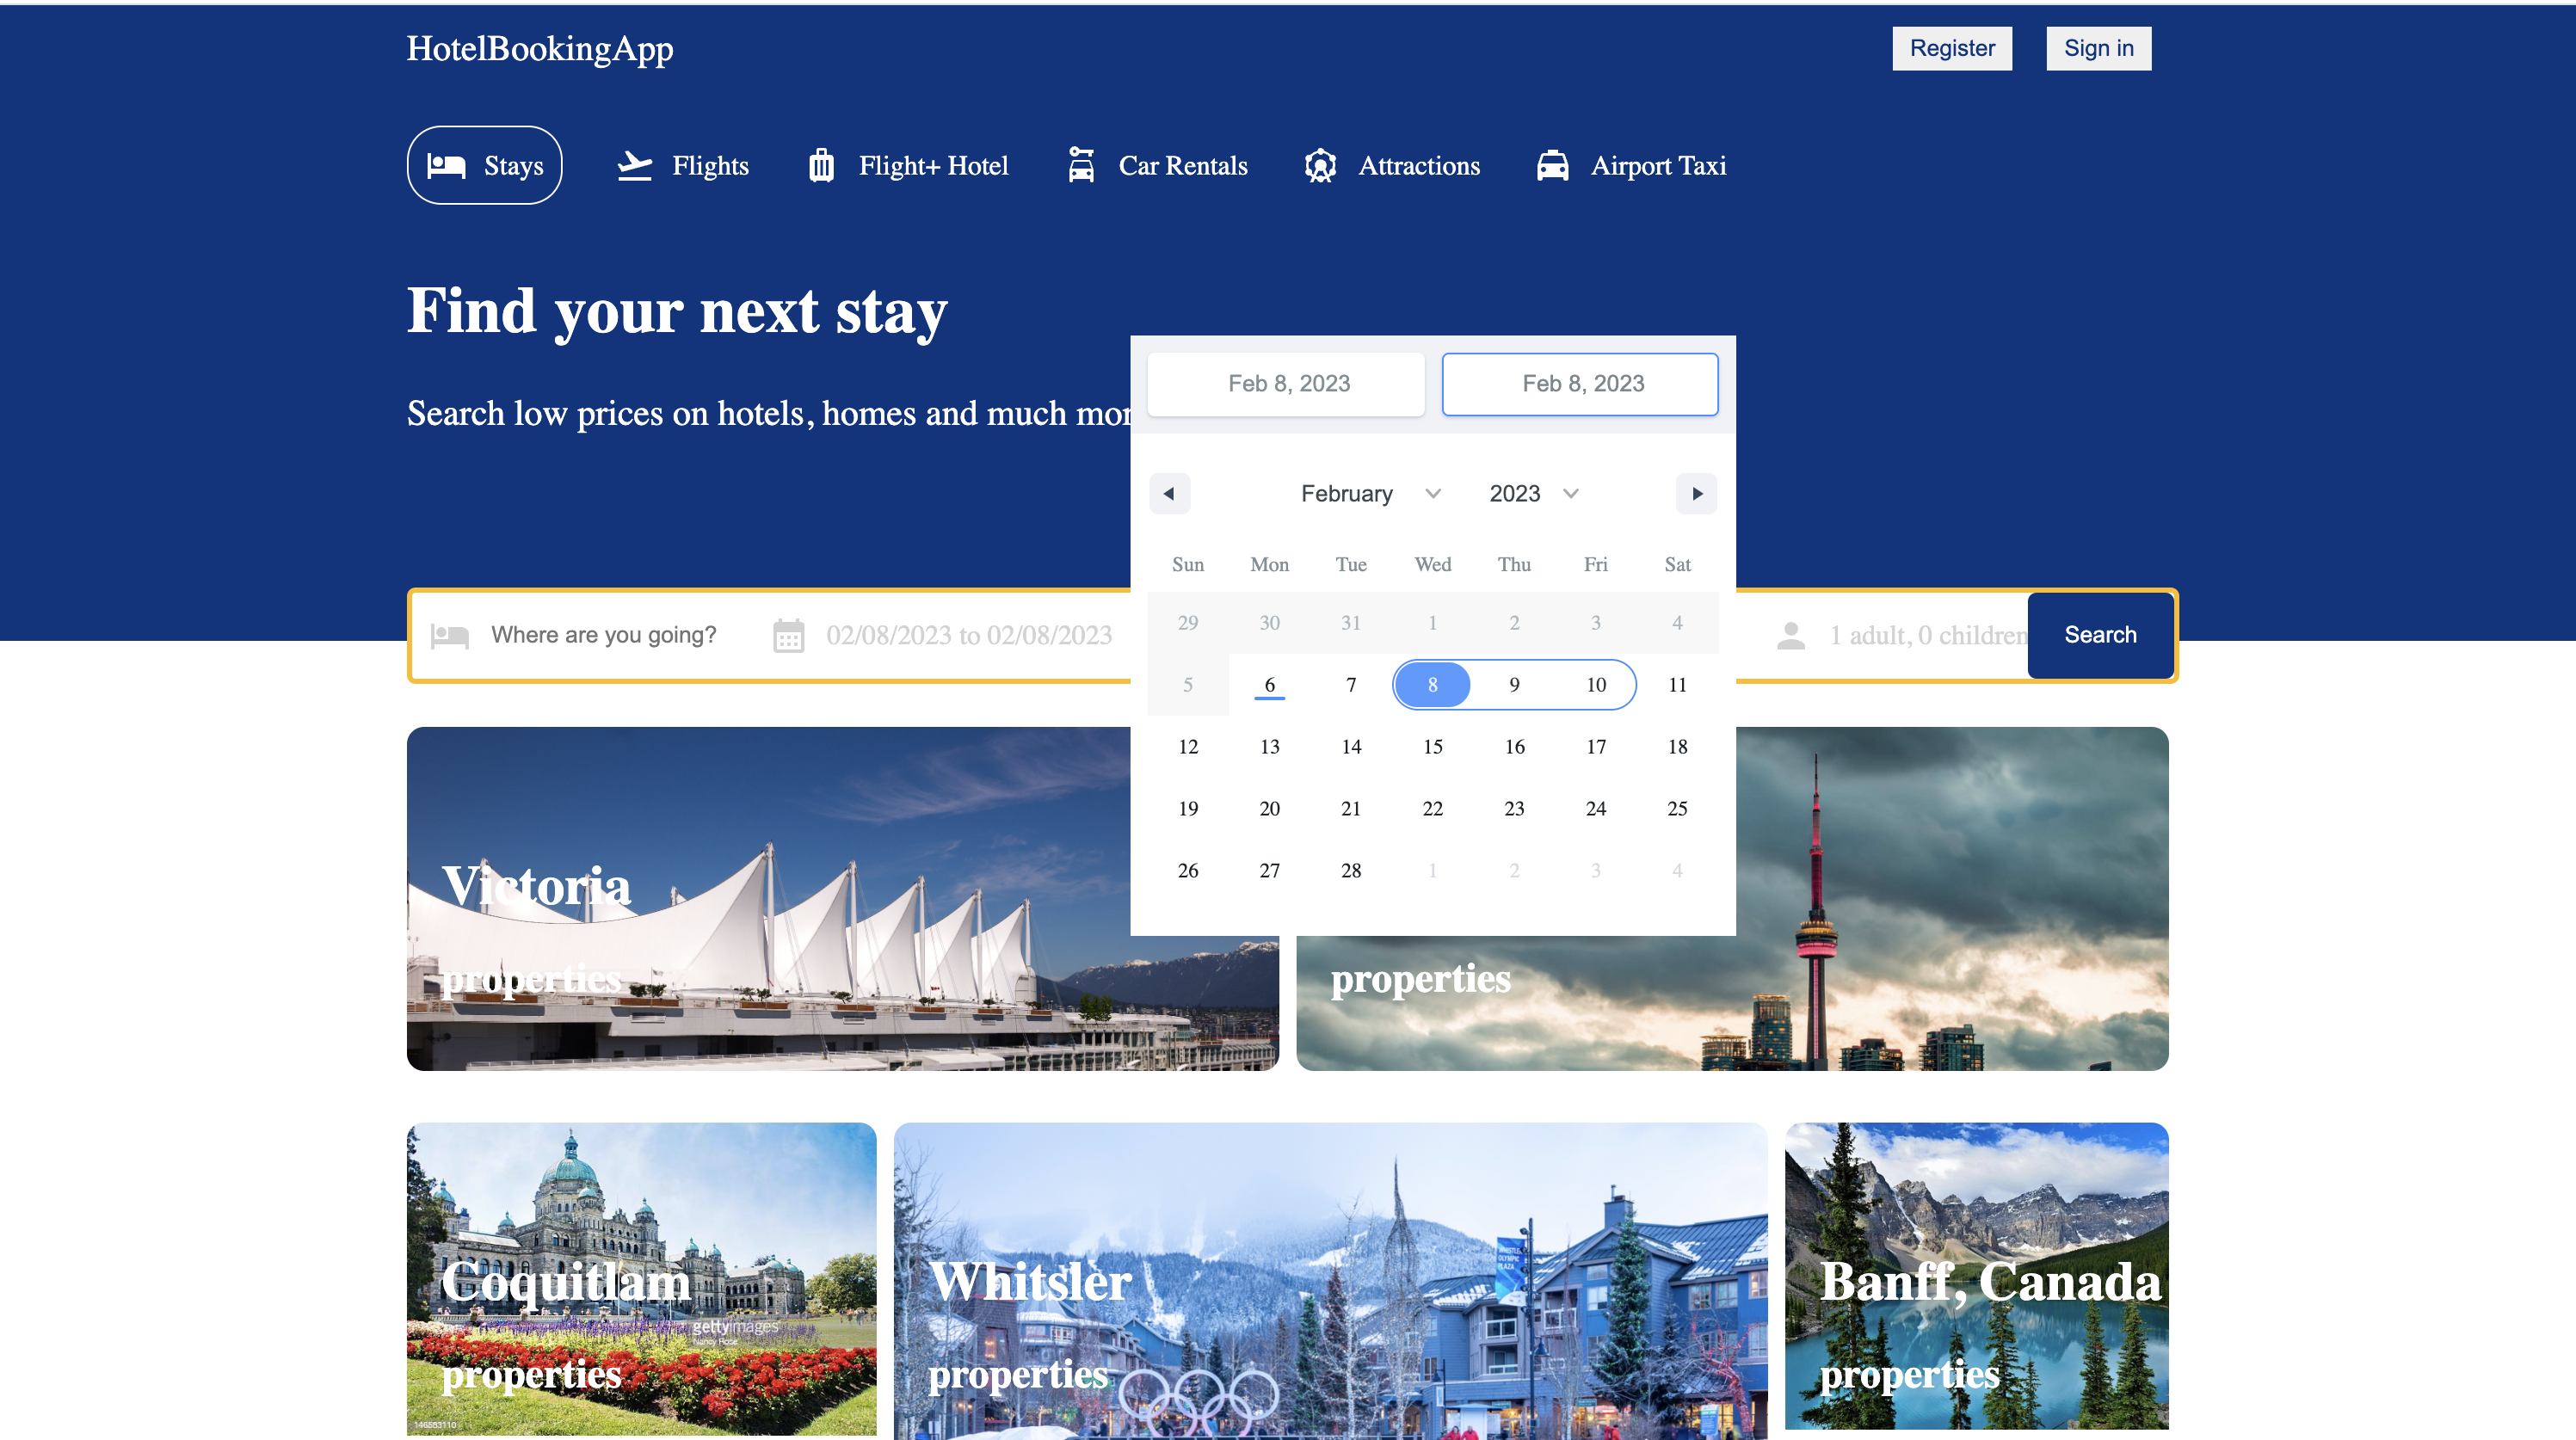 HotelBookingApp
Register
Sign in
Stays
Flights
Flight+ Hotel
Car Rentals
Attractions
Airport Taxi
Find your next stay
Search low prices on hotels, homes and much mor
Feb 8, 2023
Feb 8, 2023
February
2023
Sun Mon Tue Wed Thu Fri Sat
29 30 31 1 2 3 4
5 6 7 8 9 10 11
12 13 14 15 16 17 18
19 20 21 22 23 24 25
26 27 28 1 2 3 4
Where are you going?
02/08/2023 to 02/08/2023
1 adult, 0 children
Search
Victoria
properties
properties
Coquitlam
gettyimages
properties
146553110
Whitsler
properties
Banff, Canada
properties